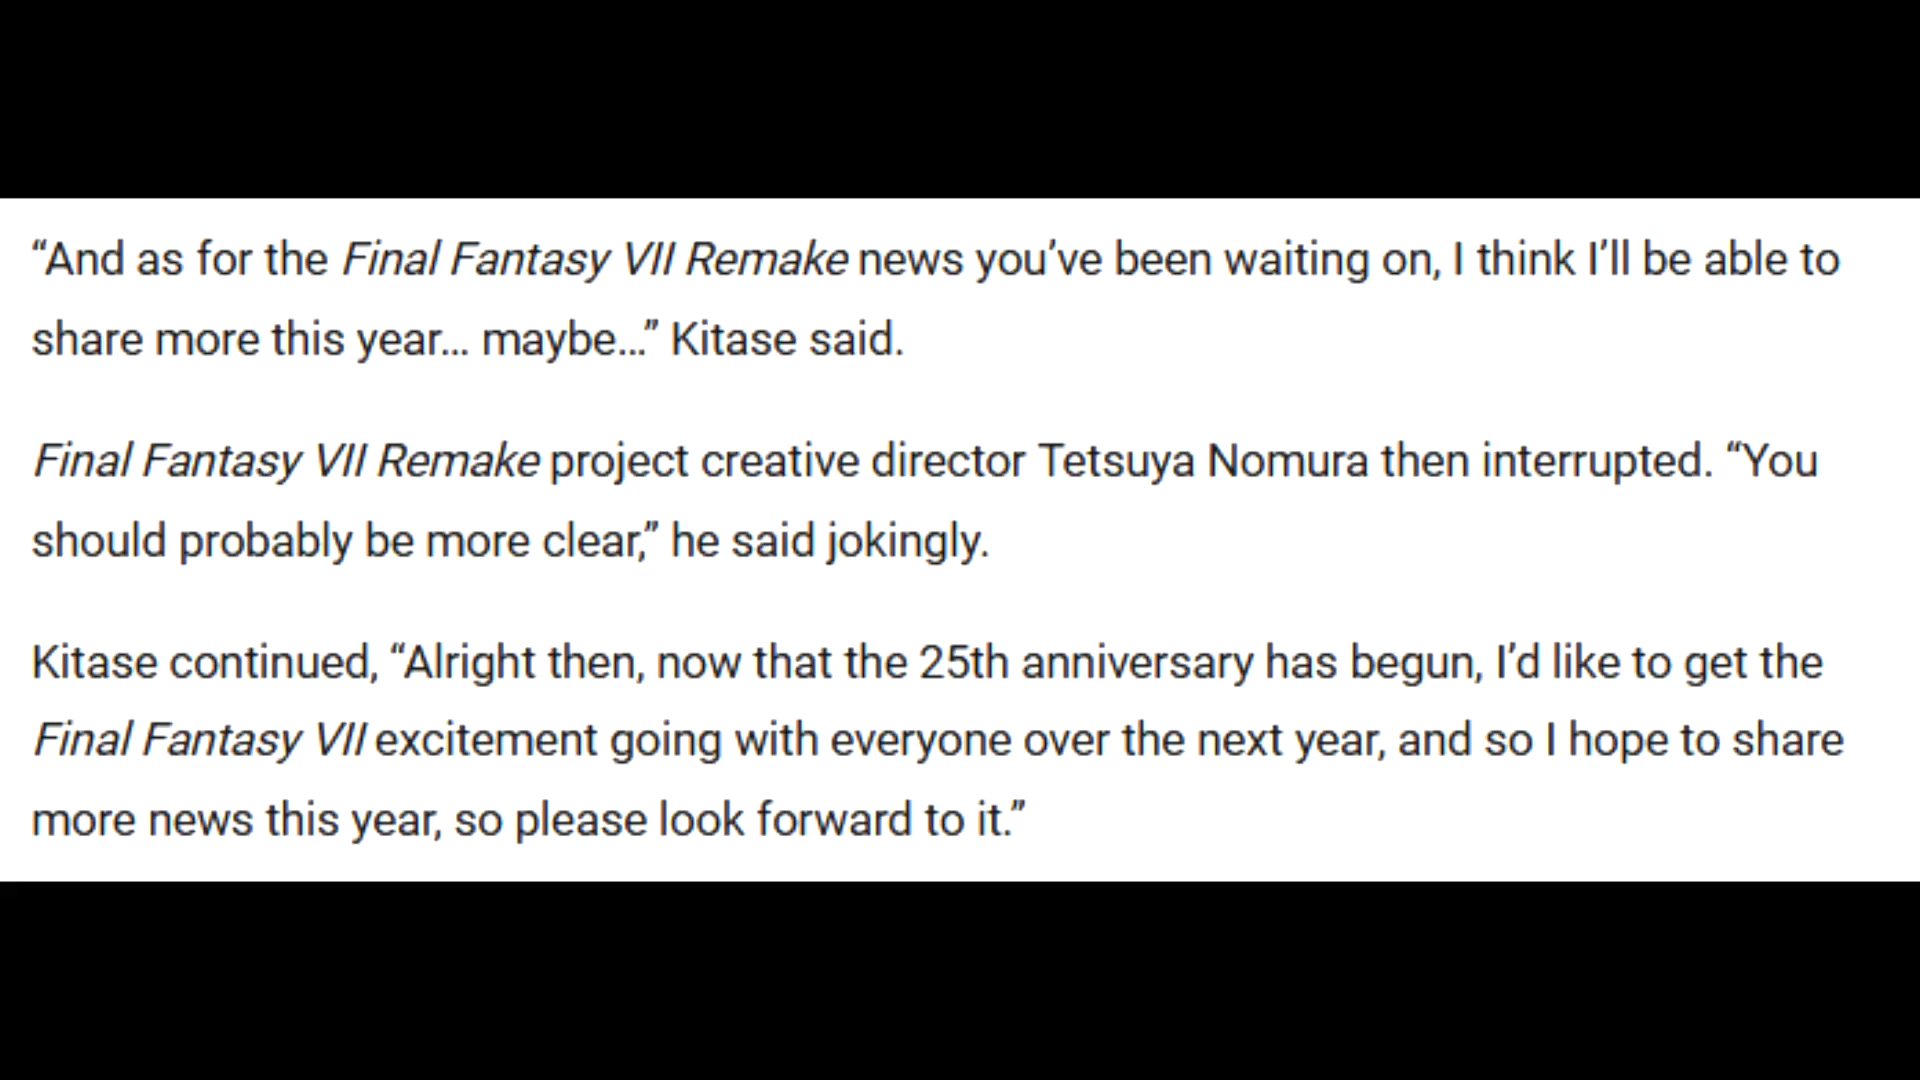 “And as for the Final Fantasy VII Remake news you’ve been waiting on, I think I’ll be able to
share more this year… maybe…” Kitase said.
Final Fantasy VII Remake project creative director Tetsuya Nomura then interrupted. “You
should probably be more clear,” he said jokingly.
Kitase continued, “Alright then, now that the 25th anniversary has begun, I’d like to get the
Final Fantasy VII excitement going with everyone over the next year, and so I hope to share
more news this year, so please look forward to it.”